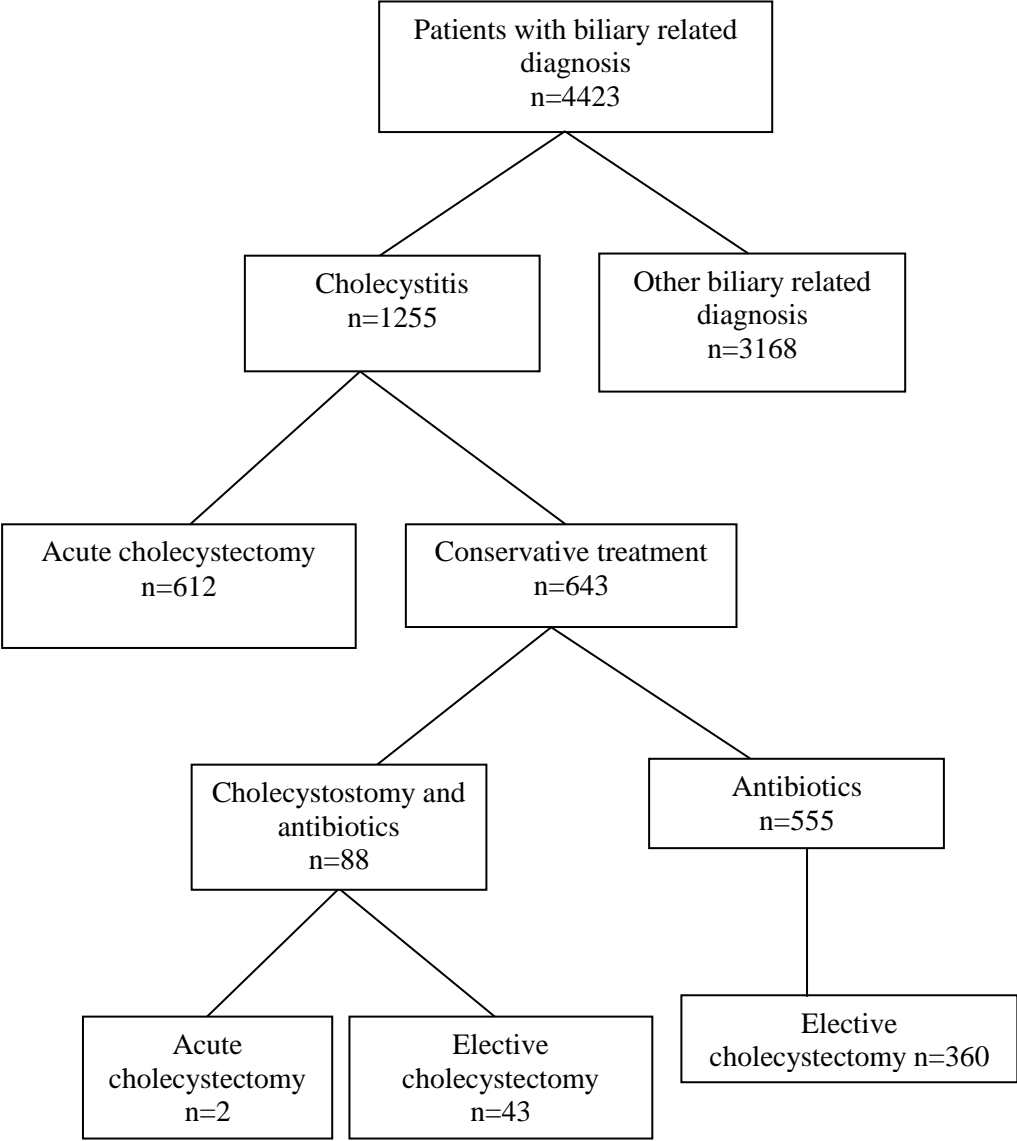 Patients with biliary related
diagnosis
n=4423
Cholecystitis
n=1255
Other biliary related
diagnosis
n=3168
Acute cholecystectomy
n=612
Conservative treatment
n=643
Cholecystostomy and
antibiotics
n=88
Antibiotics
n=555
Acute
cholecystectomy
n=2
Elective
cholecystectomy
n=43
Elective
cholecystectomy n=360